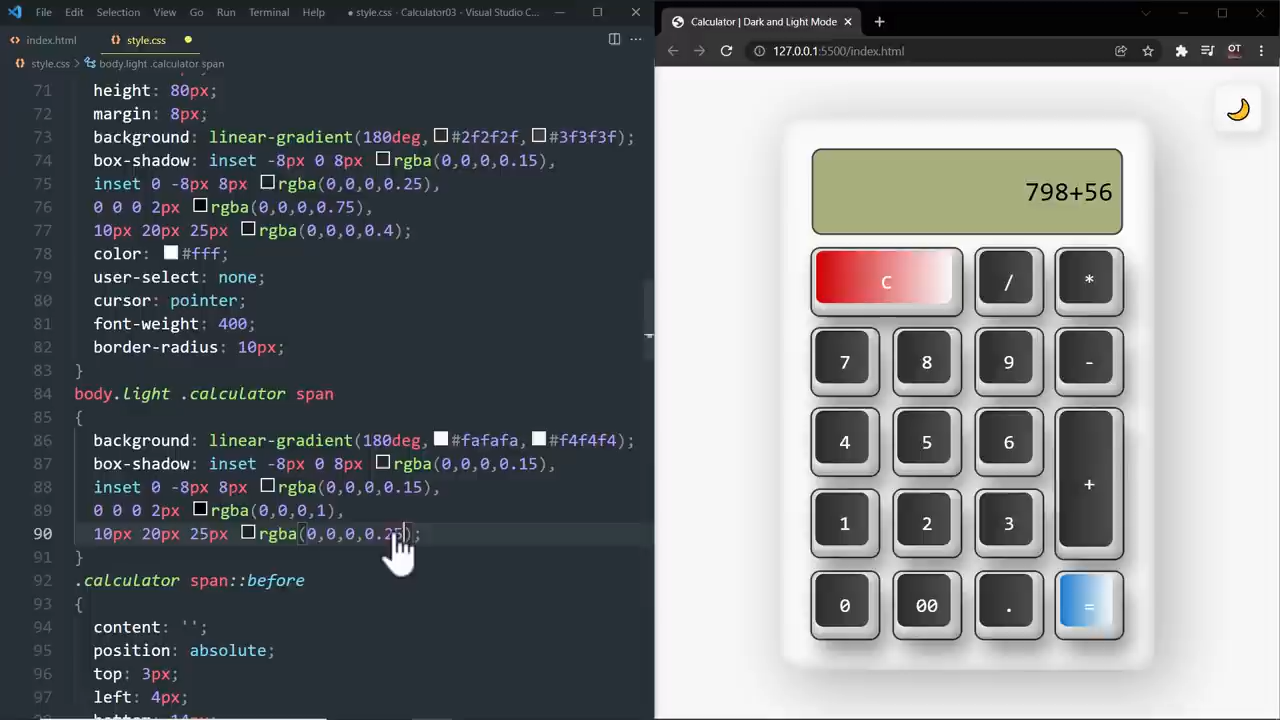 File Edit Selection View Go Run Terminal Help
● style.css - Calculator03 - Visual Studio C...
index.html
style.css
style.css > body.light .calculator span
71 height: 80px;
72 margin: 8px;
73 background: linear-gradient(180deg, #2f2f2f, #3f3f3f);
74 box-shadow: inset -8px 0 8px rgba(0,0,0,0.15),
75 inset 0 -8px 8px rgba(0,0,0,0.25),
76 0 0 0 2px rgba(0,0,0,0.75),
77 10px 20px 25px rgba(0,0,0,0.4);
78 color: #fff;
79 user-select: none;
80 cursor: pointer;
81 font-weight: 400;
82 border-radius: 10px;
83 }
84 body.light .calculator span
85 {
86 background: linear-gradient(180deg, #fafafa, #f4f4f4);
87 box-shadow: inset -8px 0 8px rgba(0,0,0,0.15),
88 inset 0 -8px 8px rgba(0,0,0,0.15),
89 0 0 0 2px rgba(0,0,0,1),
90 10px 20px 25px rgba(0,0,0,0.25);
91 }
92 .calculator span::before
93 {
94 content: '';
95 position: absolute;
96 top: 3px;
97 left: 4px;
Calculator | Dark and Light Mode
127.0.0.1:5500/index.html
OT
798+56
C / *
7 8 9 -
4 5 6
+
1 2 3
0 00 . =